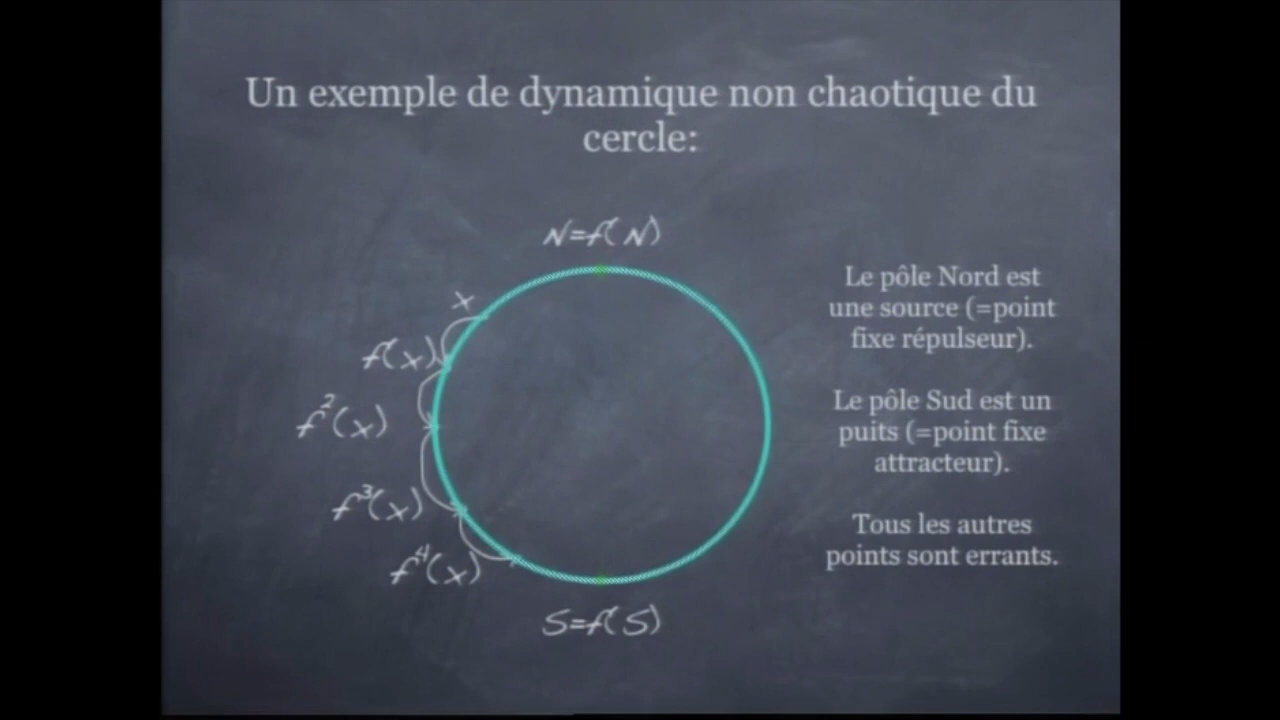 Un exemple de dynamique non chaotique du
cercle:
N=f(N)
x
f(x)
f²(x)
f³(x)
f⁴(x)
S=f(S)
Le pôle Nord est
une source (=point
fixe répulseur).
Le pôle Sud est un
puits (=point fixe
attracteur).
Tous les autres
points sont errants.